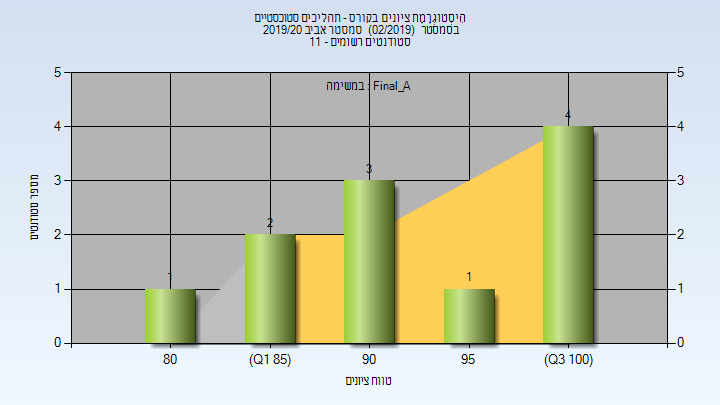 היסטוגרמת ציונים בקורס - תהליכים סטוכסטיים
בסמסטר (02/2019) סמסטר אביב 2019/20
סטודנטים רשומים - 11
במשימה : Final_A
5 5
4 4
3 3
2 2
1 1
0 0
1
2
3
1
4
מספר סטודנטים
80 (Q1 85) 90 95 (Q3 100)
טווח ציונים